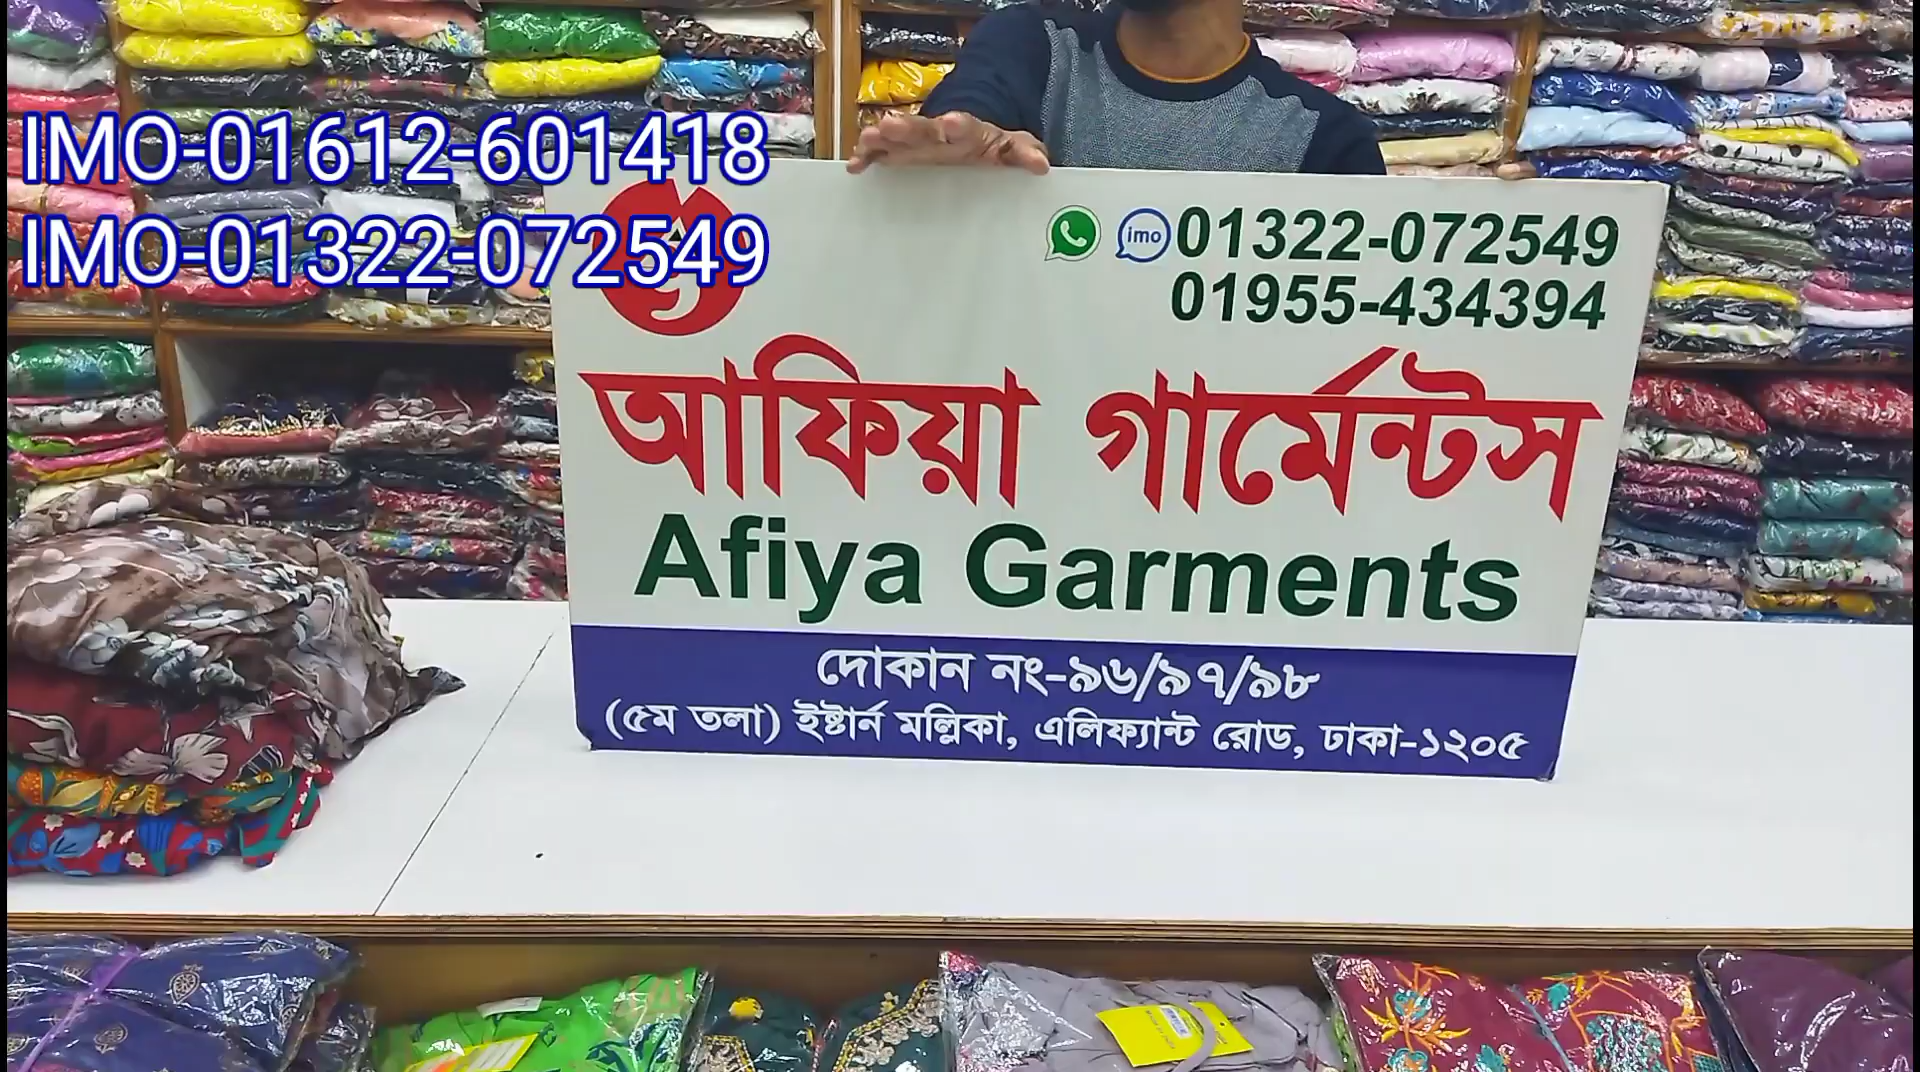 IMO-01612-601418
IMO-01322-072549
imo 01322-072549
01955-434394
আফিয়া গার্মেন্টস
Afiya Garments
দোকান নং-৯৬/৯৭/৯৮
(৫ম তলা) ইষ্টার্ন মল্লিকা, এলিফ্যান্ট রোড, ঢাকা-১২০৫